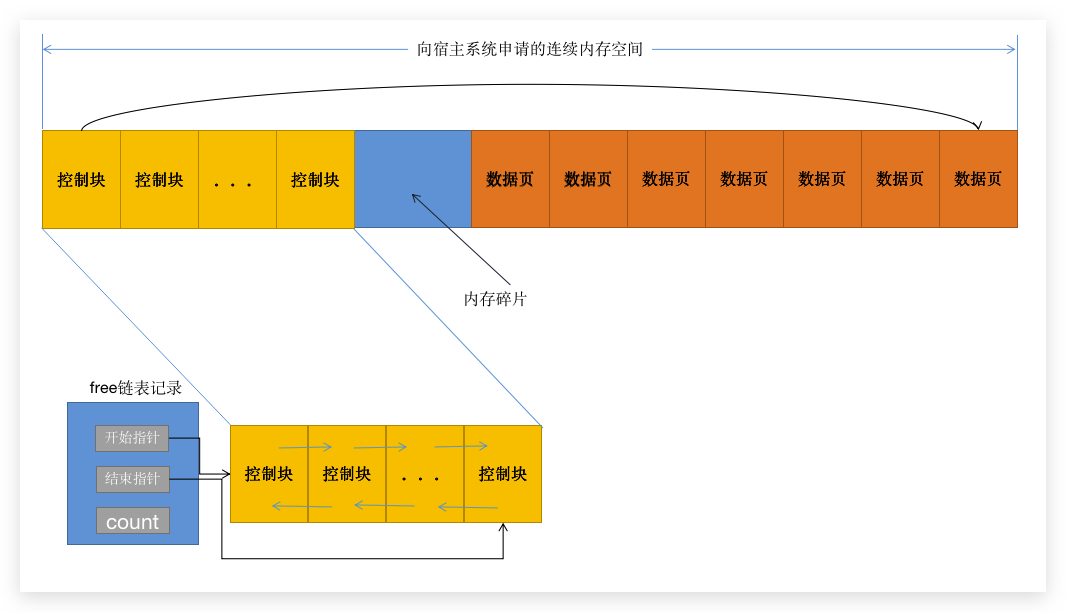 向宿主系统申请的连续内存空间
控制块 控制块 . . . 控制块 数据页 数据页 数据页 数据页 数据页 数据页 数据页
内存碎片
free链表记录
开始指针
结束指针
count
控制块 控制块 . . . 控制块